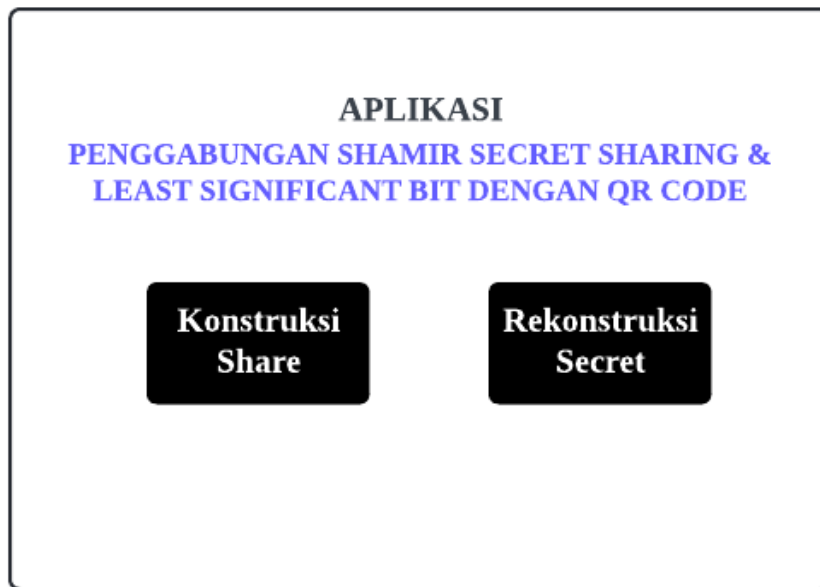 APLIKASI
PENGGABUNGAN SHAMIR SECRET SHARING &
LEAST SIGNIFICANT BIT DENGAN QR CODE
Konstruksi
Share
Rekonstruksi
Secret